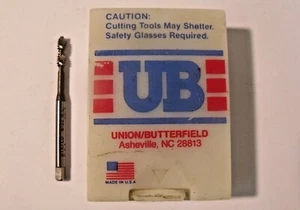 CAUTION:
Cutting Tools May Shatter.
Safety Glasses Required.
UB
UNION/BUTTERFIELD
Asheville, NC 28813
MADE IN U.S.A